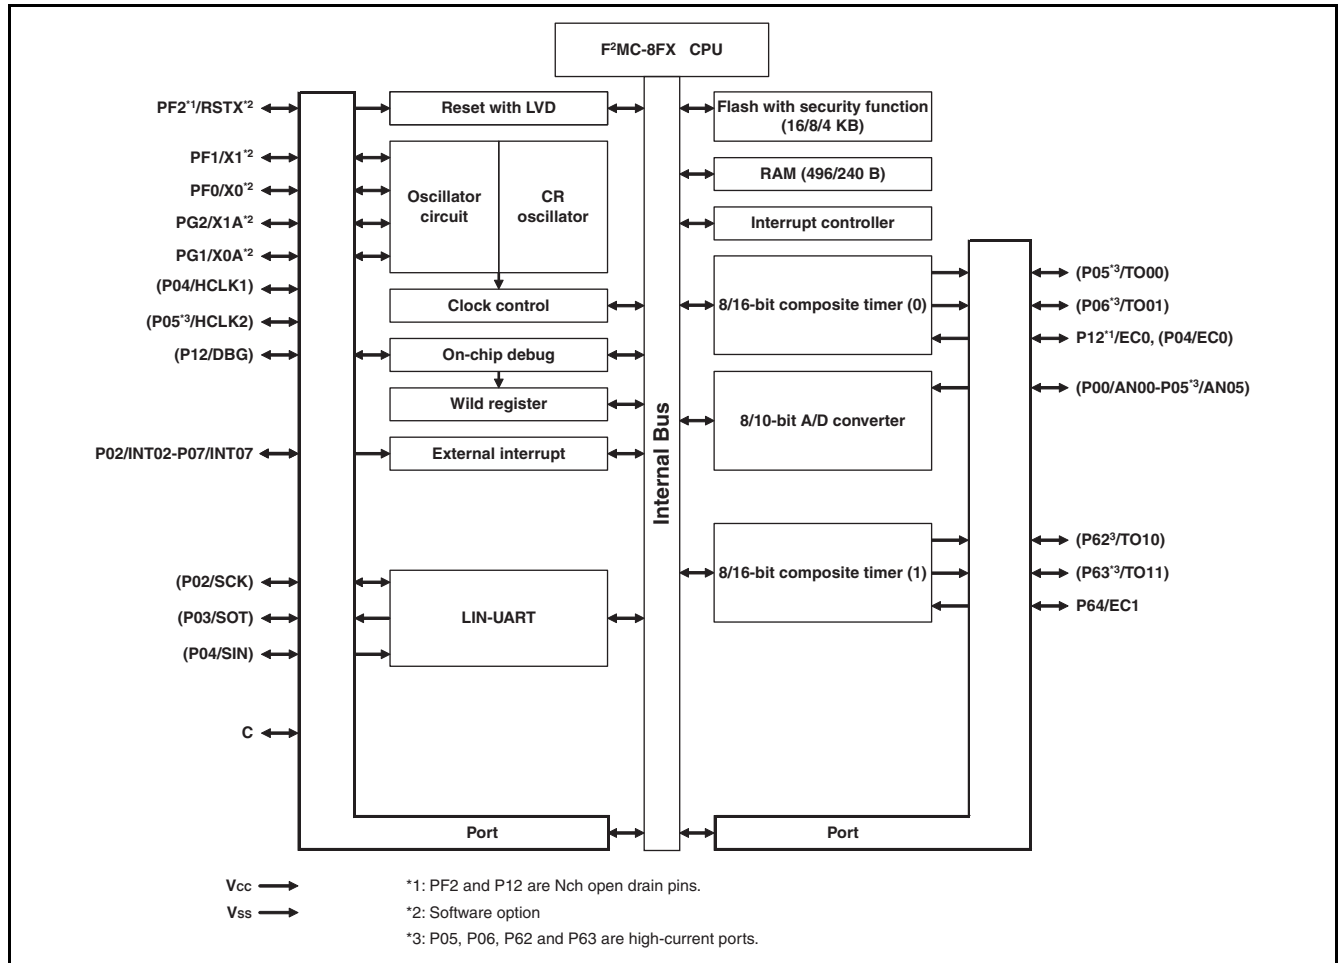 F²MC-8FX CPU
PF2*1/RSTX*2
PF1/X1*2
PF0/X0*2
PG2/X1A*2
PG1/X0A*2
(P04/HCLK1)
(P05*3/HCLK2)
(P12/DBG)
P02/INT02-P07/INT07
(P02/SCK)
(P03/SOT)
(P04/SIN)
C
Reset with LVD
Oscillator
circuit
CR
oscillator
Clock control
On-chip debug
Wild register
External interrupt
LIN-UART
Port
Internal Bus
Flash with security function
(16/8/4 KB)
RAM (496/240 B)
Interrupt controller
8/16-bit composite timer (0)
8/10-bit A/D converter
8/16-bit composite timer (1)
Port
(P05*3/TO00)
(P06*3/TO01)
P12*1/EC0, (P04/EC0)
(P00/AN00-P05*3/AN05)
(P62³/TO10)
(P63*3/TO11)
P64/EC1
Vcc
Vss
*1: PF2 and P12 are Nch open drain pins.
*2: Software option
*3: P05, P06, P62 and P63 are high-current ports.